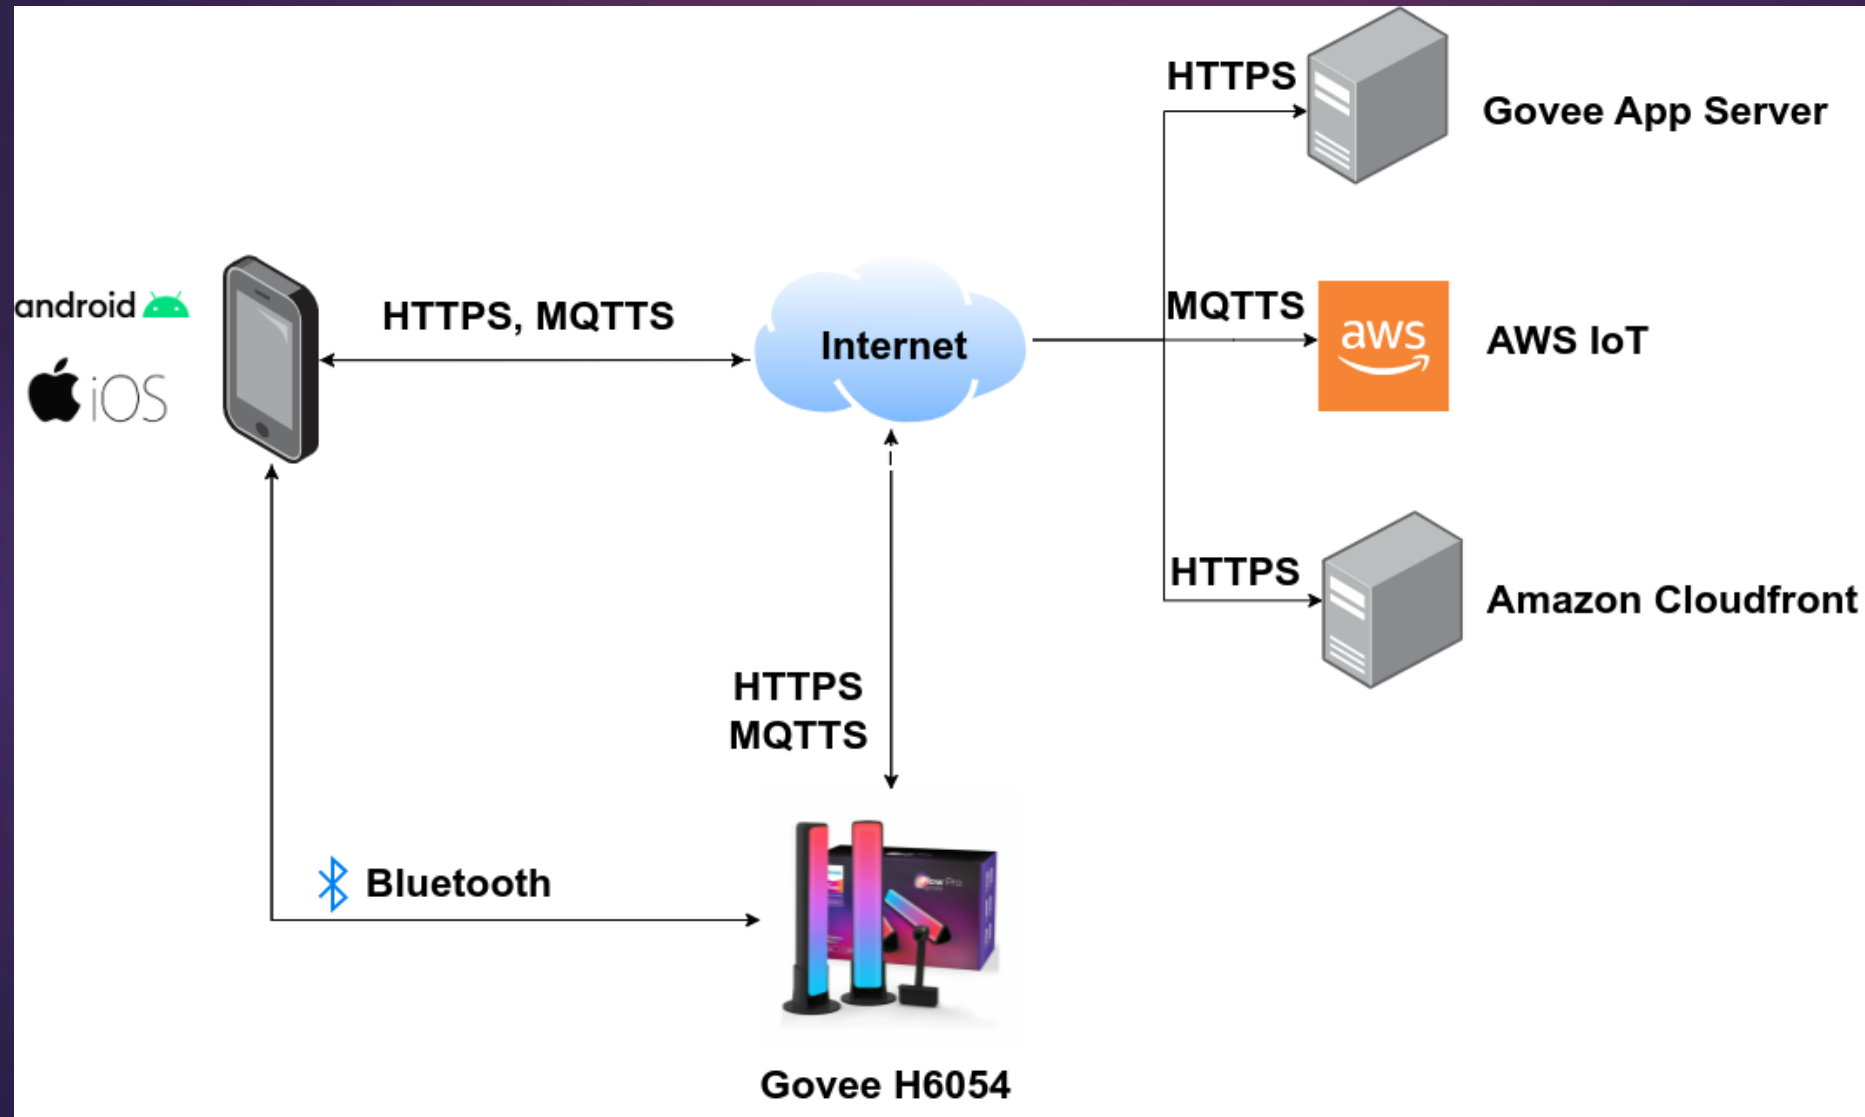 HTTPS
Govee App Server
android
HTTPS, MQTTS
Internet
MQTTS
aws
AWS IoT
iOS
HTTPS
Amazon Cloudfront
HTTPS
MQTTS
Bluetooth
Govee H6054